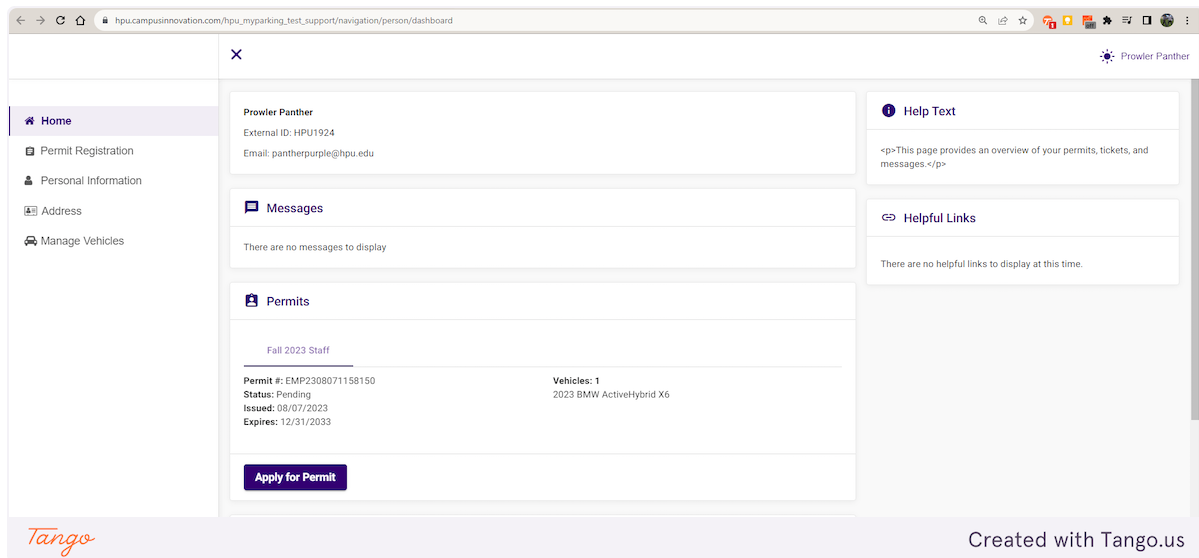 hpu.campusinnovation.com/hpu_myparking_test_support/navigation/person/dashboard
Prowler Panther
Home
Permit Registration
Personal Information
Address
Manage Vehicles
Prowler Panther
External ID: HPU1924
Email: pantherpurple@hpu.edu
Messages
There are no messages to display
Permits
Fall 2023 Staff
Permit #: EMP2308071158150
Status: Pending
Issued: 08/07/2023
Expires: 12/31/2033
Vehicles: 1
2023 BMW ActiveHybrid X6
Apply for Permit
Help Text
<p>This page provides an overview of your permits, tickets, and
messages.</p>
Helpful Links
There are no helpful links to display at this time.
Tango
Created with Tango.us